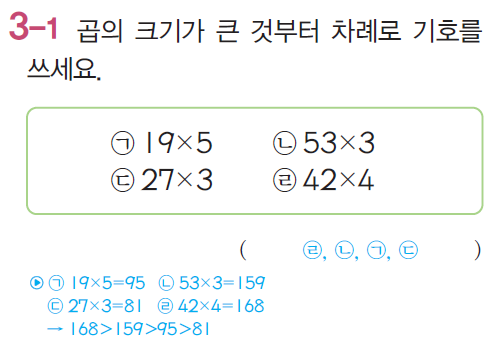 3-1 곱의 크기가 큰 것부터 차례로 기호를
쓰세요.
㉠ 19×5 ㉡ 53×3
㉢ 27×3 ㉣ 42×4
( ㉣, ㉡, ㉠, ㉢ )
▶ ㉠ 19×5=95 ㉡ 53×3=159
㉢ 27×3=81 ㉣ 42×4=168
→ 168>159>95>81